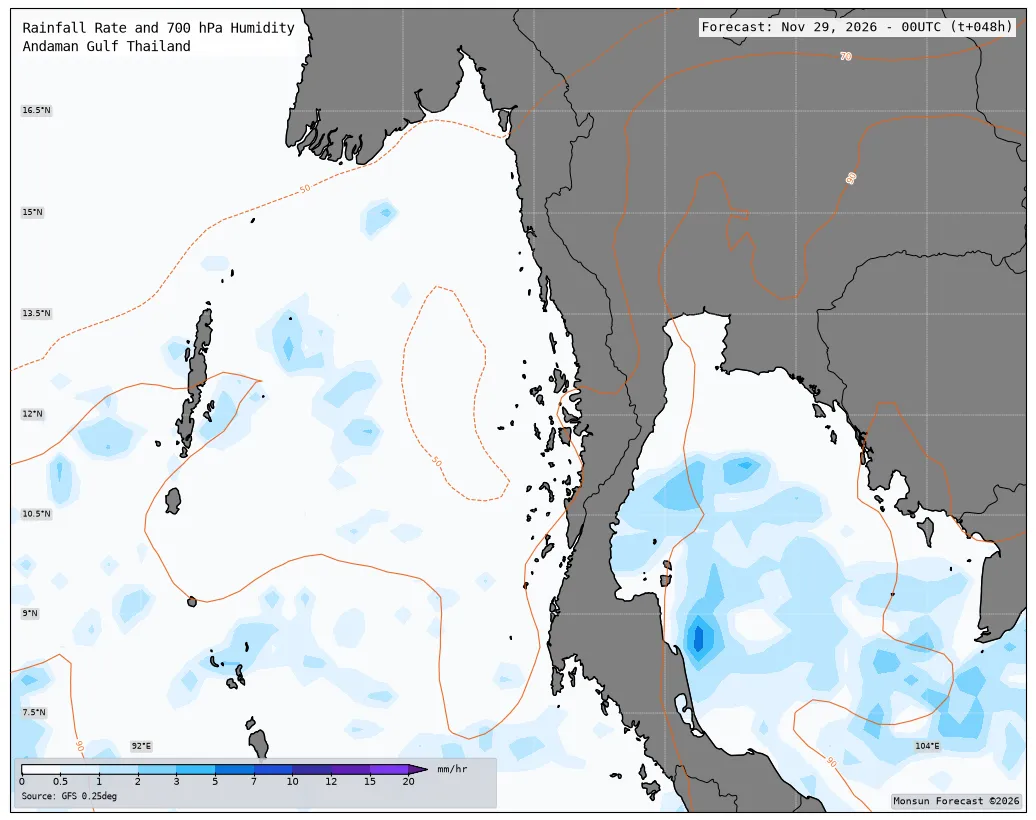 Rainfall Rate and 700 hPa Humidity
Andaman Gulf Thailand
Forecast: Nov 29, 2026 - 00UTC (t+048h)
70
16.5°N
90
50
15°N
13.5°N
12°N
50
10.5°N
9°N
7.5°N
92°E
104°E
90
90
mm/hr
0 0.5 1 2 3 5 7 10 12 15 20
Source: GFS 0.25deg
Monsun Forecast ©2026